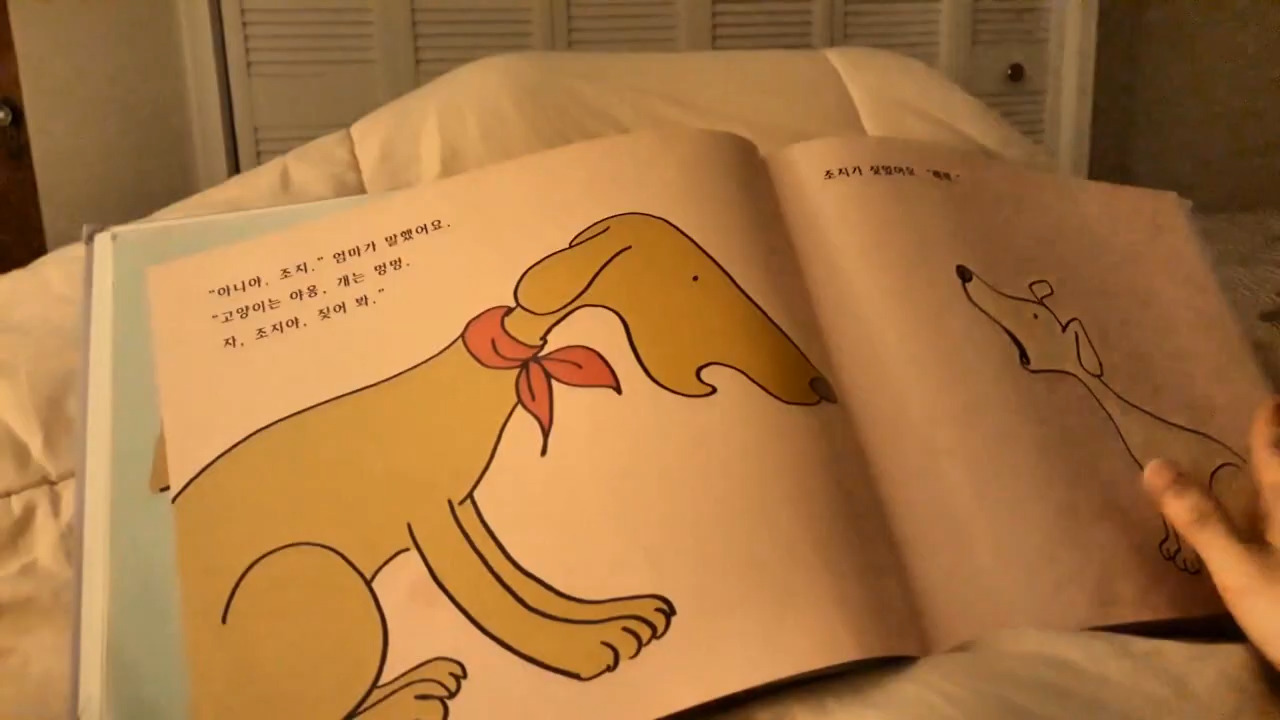 "아니야, 조지." 엄마가 말했어요.
"고양이는 야옹, 개는 멍멍.
자, 조지야, 짖어 봐."
조지가 짖었어요.